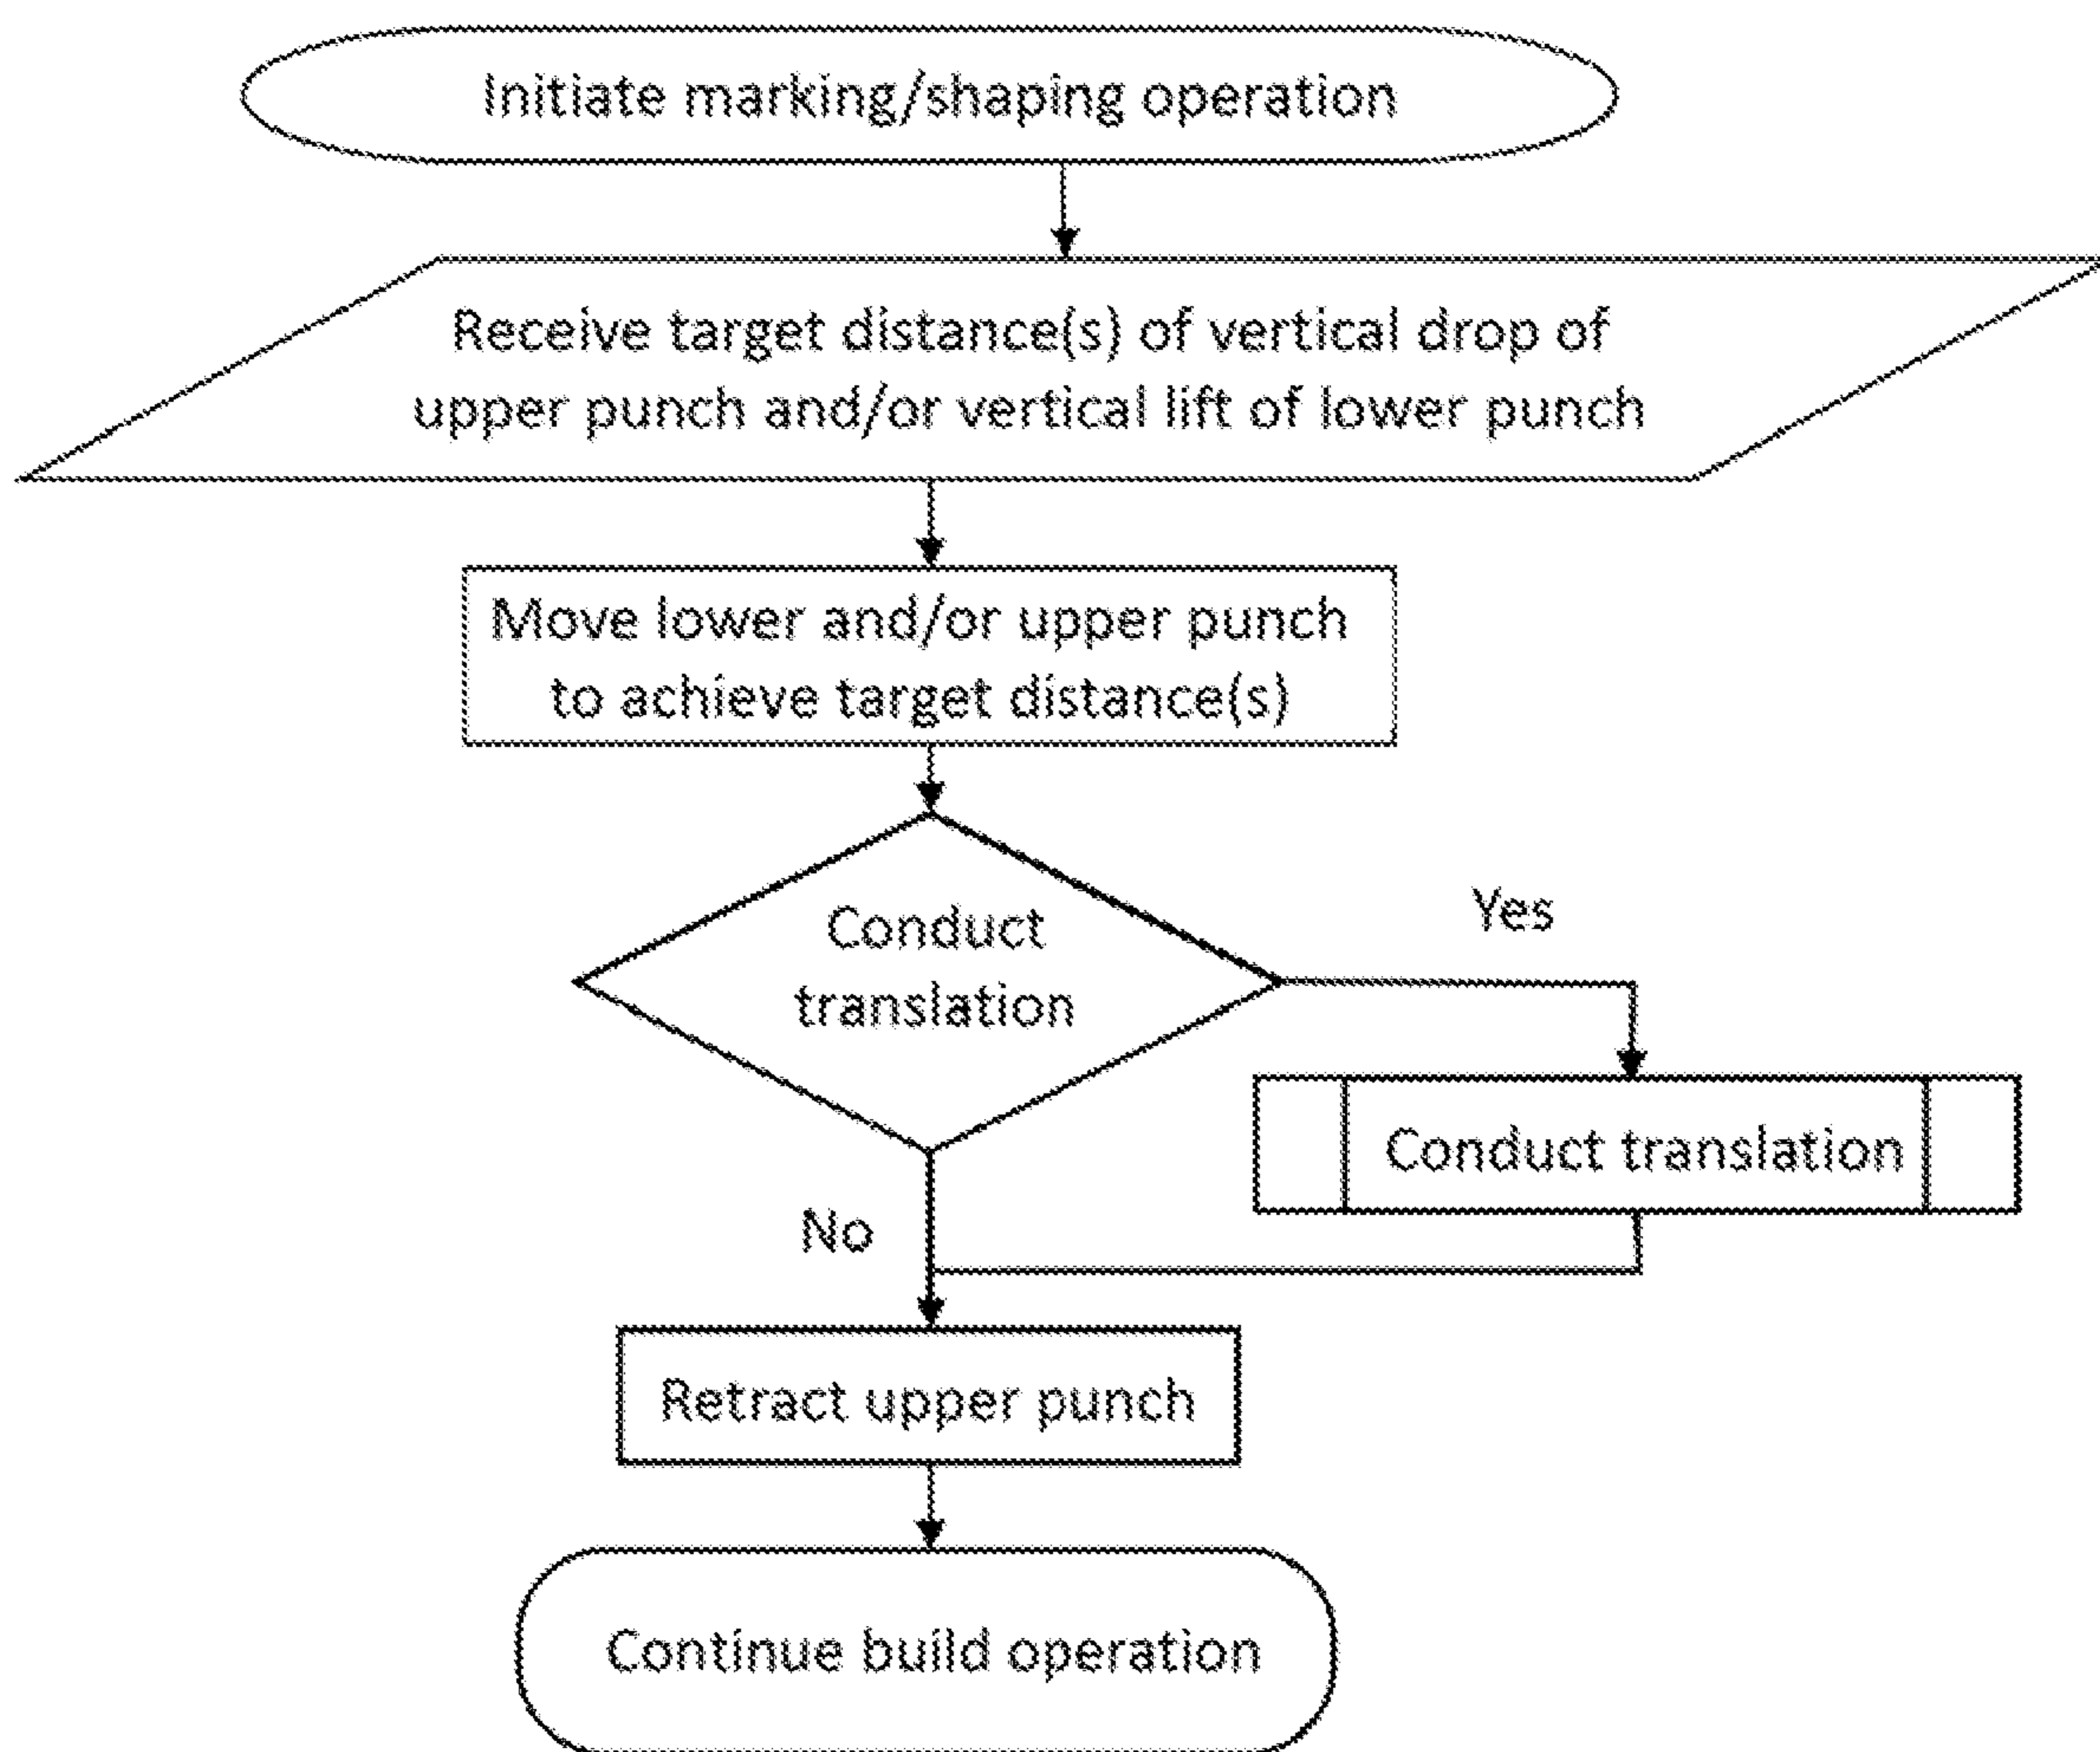 Initiate marking/shaping operation
Receive target distance(s) of vertical drop of
upper punch and/or vertical lift of lower punch
Move lower and/or upper punch
to achieve target distance(s)
Conduct
translation
Yes
Conduct translation
No
Retract upper punch
Continue build operation